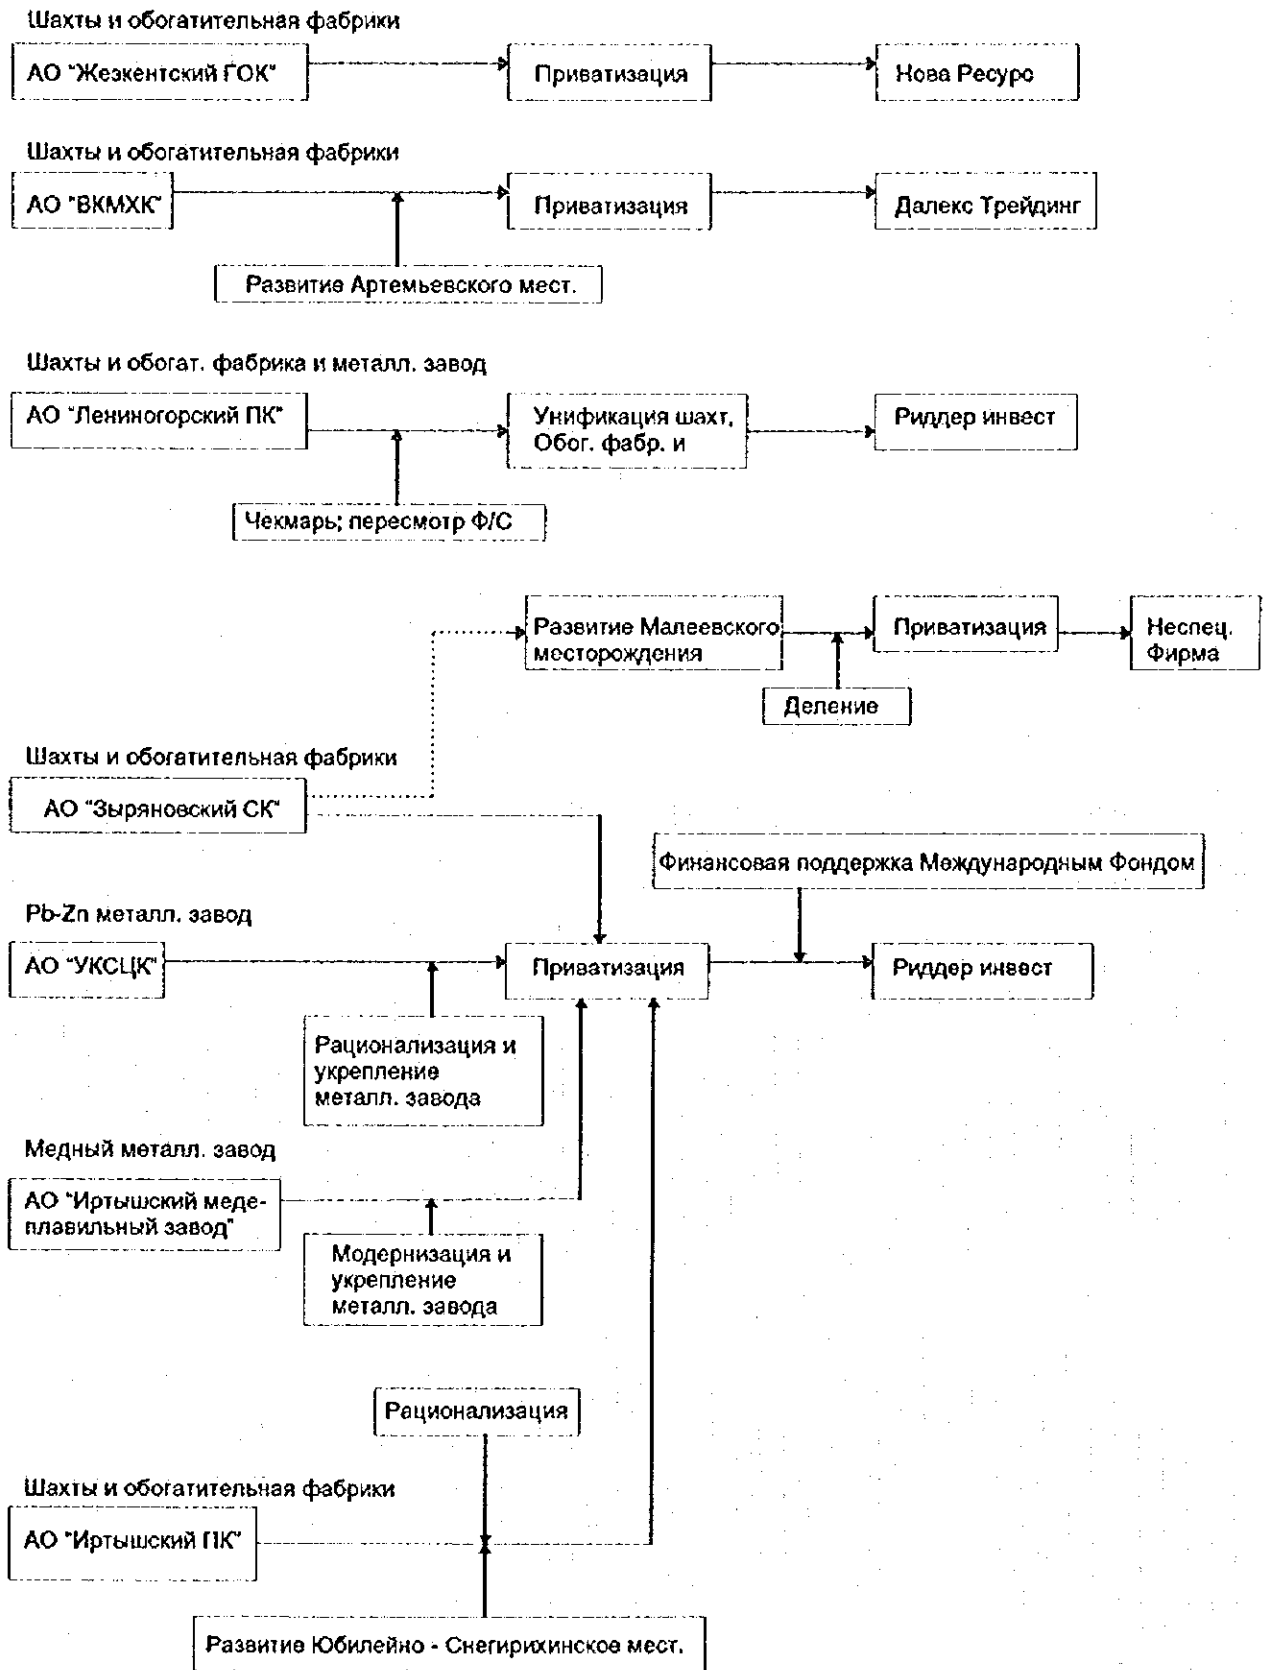 Шахты и обогатительная фабрики
АО "Жезкентский ГОК"
Приватизация
Нова Ресурс
Шахты и обогатительная фабрики
АО "ВКМХК"
Приватизация
Далекс Трейдинг
Развитие Артемьевского мест.
Шахты и обогат. фабрика и металл. завод
АО "Лениногорский ПК"
Унификация шахт,
Обог. фабр. и
Риддер инвест
Чекмарь; пересмотр Ф/С
Развитие Малеевского
месторождения
Приватизация
Неспец.
Фирма
Деление
Шахты и обогатительная фабрики
АО "Зыряновский СК"
Финансовая поддержка Международным Фондом
Pb-Zn металл. завод
АО "УКСЦК"
Приватизация
Риддер инвест
Рационализация и
укрепление
металл. завода
Медный металл. завод
АО "Иртышский меде-
плавильный завод"
Модернизация и
укрепление
металл. завода
Рационализация
Шахты и обогатительная фабрики
АО "Иртышский ПК"
Развитие Юбилейно - Снегирихинское мест.